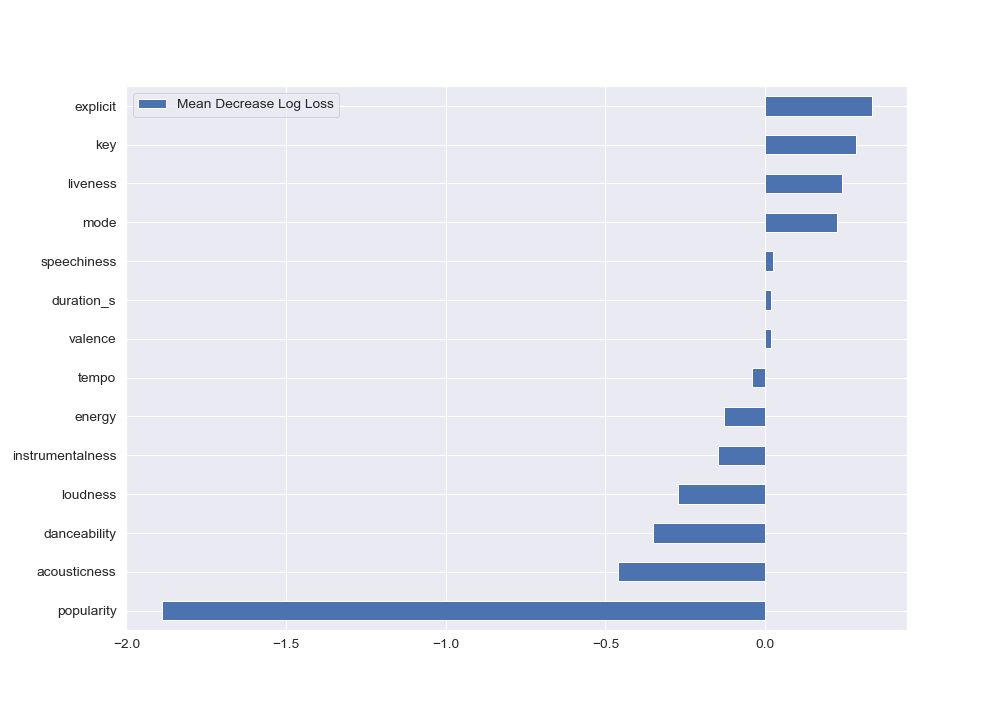 Mean Decrease Log Loss
explicit
key
liveness
mode
speechiness
duration_s
valence
tempo
energy
instrumentalness
loudness
danceability
acousticness
popularity
−2.0 −1.5 −1.0 −0.5 0.0